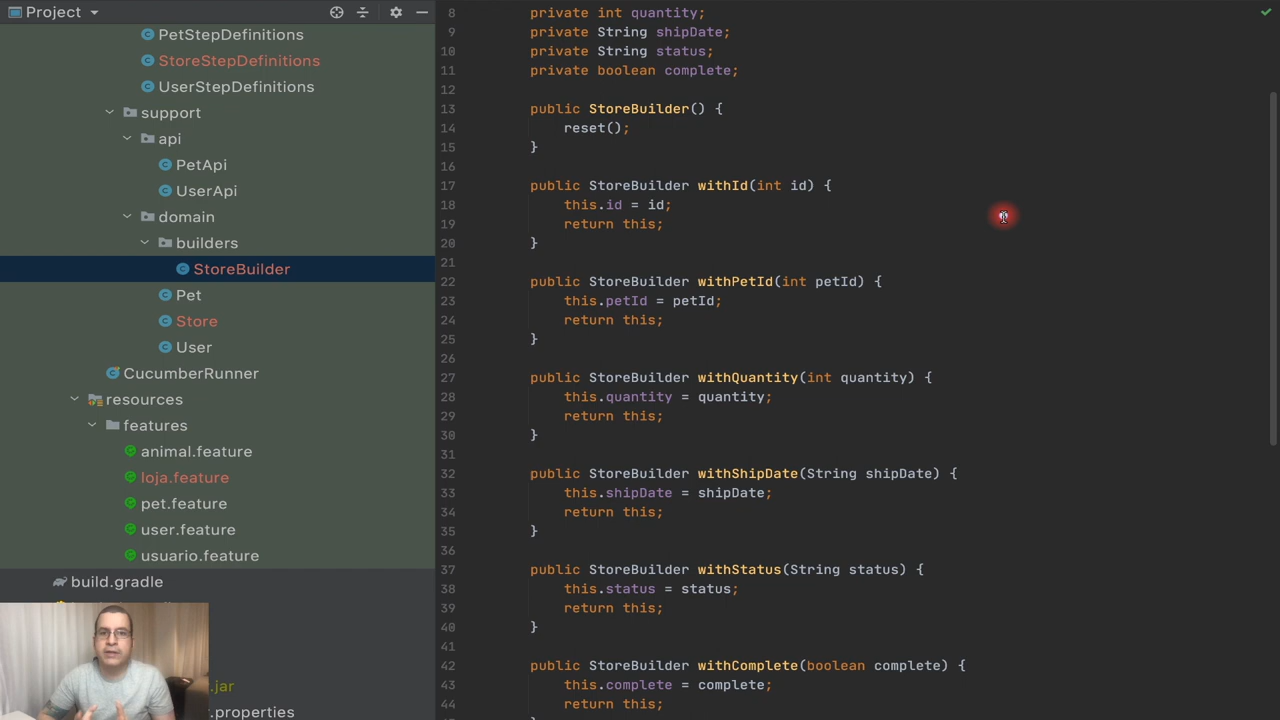 Project
PetStepDefinitions
StoreStepDefinitions
UserStepDefinitions
support
api
PetApi
UserApi
domain
builders
StoreBuilder
Pet
Store
User
CucumberRunner
resources
features
animal.feature
loja.feature
pet.feature
user.feature
usuario.feature
build.gradle
.jar
.properties
8 private int quantity;
9 private String shipDate;
10 private String status;
11 private boolean complete;
12
13 public StoreBuilder() {
14 reset();
15 }
16
17 public StoreBuilder withId(int id) {
18 this.id = id;
19 return this;
20 }
21
22 public StoreBuilder withPetId(int petId) {
23 this.petId = petId;
24 return this;
25 }
26
27 public StoreBuilder withQuantity(int quantity) {
28 this.quantity = quantity;
29 return this;
30 }
31
32 public StoreBuilder withShipDate(String shipDate) {
33 this.shipDate = shipDate;
34 return this;
35 }
36
37 public StoreBuilder withStatus(String status) {
38 this.status = status;
39 return this;
40 }
41
42 public StoreBuilder withComplete(boolean complete) {
43 this.complete = complete;
44 return this;